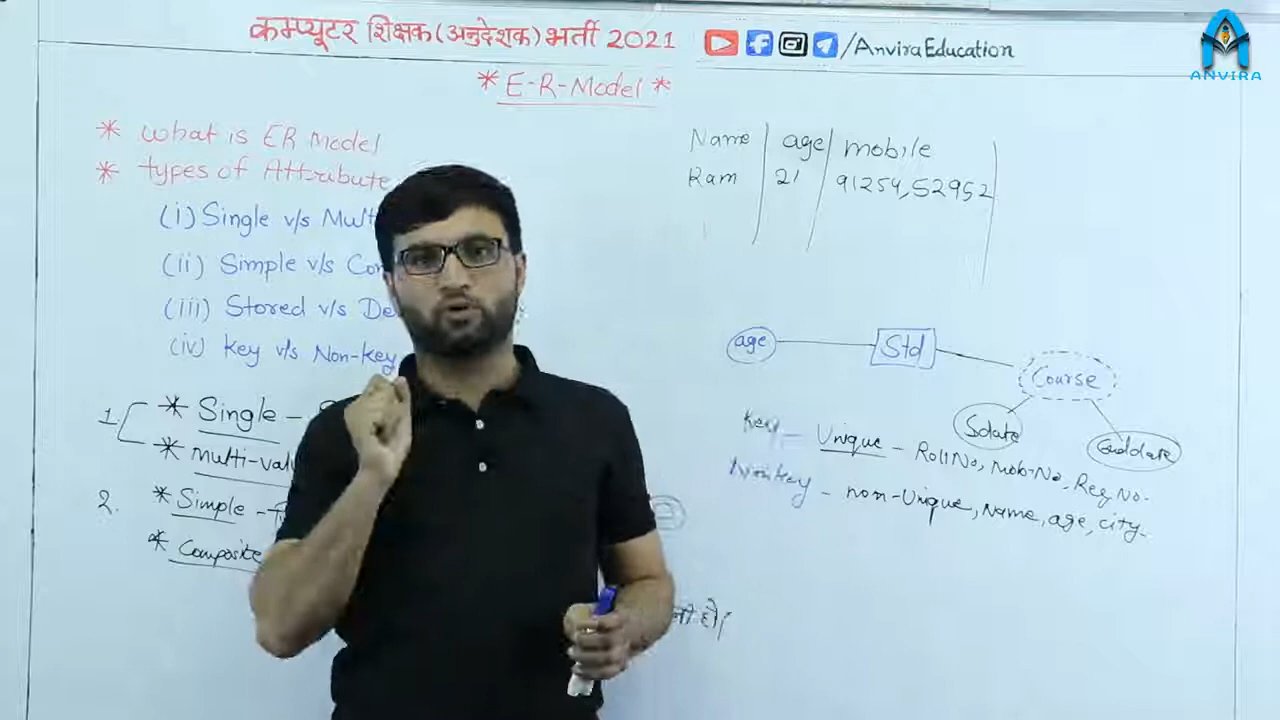 कम्प्यूटर शिक्षक (अनुदेशक) भर्ती 2021 /AnviraEducation
ANVIRA
* E-R-Model *
* what is ER Model
* types of Attribute
(i) Single v/s Mult
(ii) Simple v/s Co
(iii) Stored v/s De
(iv) Key v/s Non-key
1 * Single -
* multi-val
2. * Simple -
* Composite
Name age mobile
Ram 21 91254, 52952
age Std Course
Sdate Enddate
Key - Unique - Roll No, Mob-No, Reg No.
Non key - non-Unique, Name, age, city.